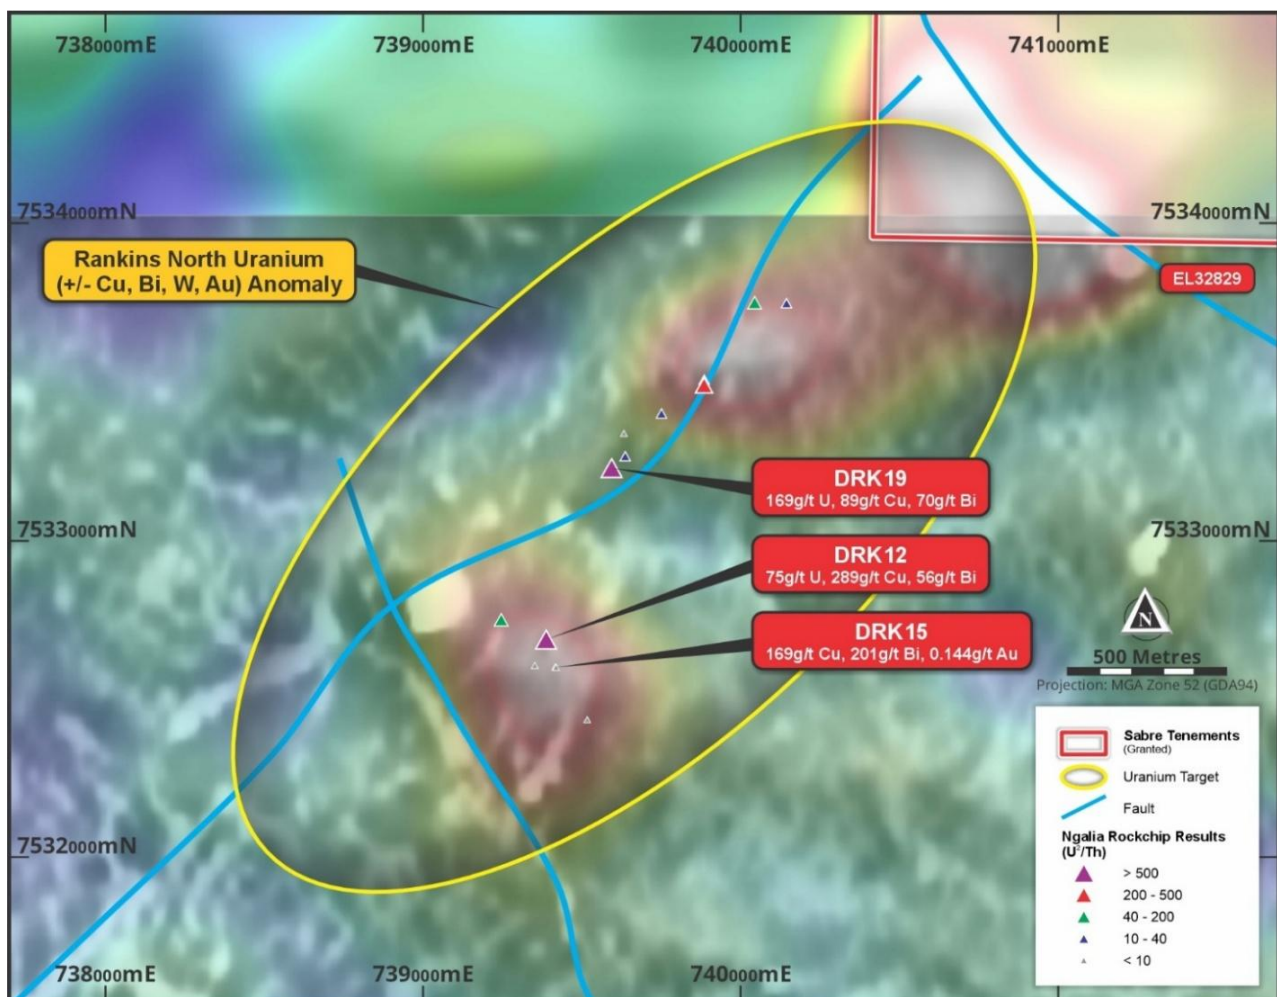 738000mE
739000mE
740000mE
741000mE
7534000mN
7534000mN
Rankins North Uranium
(+/- Cu, Bi, W, Au) Anomaly
EL32829
DRK19
169g/t U, 89g/t Cu, 70g/t Bi
7533000mN
7533000mN
DRK12
75g/t U, 289g/t Cu, 56g/t Bi
DRK15
169g/t Cu, 201g/t Bi, 0.144g/t Au
N
500 Metres
Projection: MGA Zone 52 (GDA94)
Sabre Tenements
(Granted)
Uranium Target
Fault
Ngalia Rockchip Results
(U²/Th)
> 500
200 - 500
40 - 200
10 - 40
< 10
7532000mN
738000mE
739000mE
740000mE